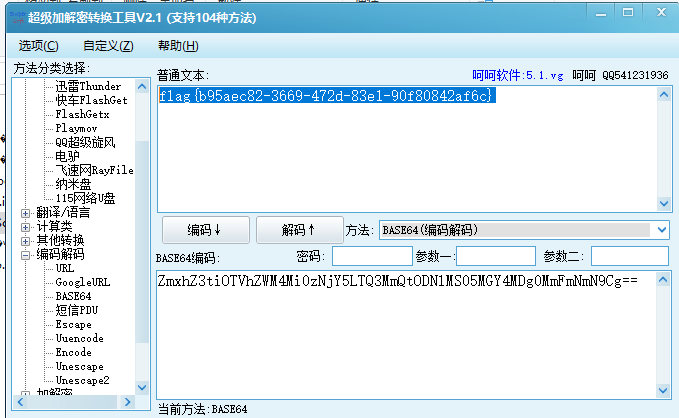 超级加解密转换工具V2.1 (支持104种方法)
选项(C) 自定义(Z) 帮助(H)
方法分类选择:
迅雷Thunder
快车FlashGet
FlashGetx
Playmov
QQ超级旋风
电驴
飞速网RayFile
纳米盘
115网络U盘
翻译/语言
计算类
其他转换
编码解码
URL
GoogleURL
BASE64
短信PDU
Escape
Uuencode
Encode
Unescape
Unescape2
加解密
普通文本:
呵呵软件:5.1.vg 呵呵 QQ541231936
flag{b95aec82-3669-472d-83e1-90f80842af6c}
编码↓ 解码↑ 方法: BASE64(编码解码)
BASE64编码: 密码: 参数一: 参数二:
ZmxhZ3tiOTVhZWM4Mi0zNjY5LTQ3MmQtODNlMS05MGY4MDg0MmFmNmN9Cg==
当前方法:BASE64